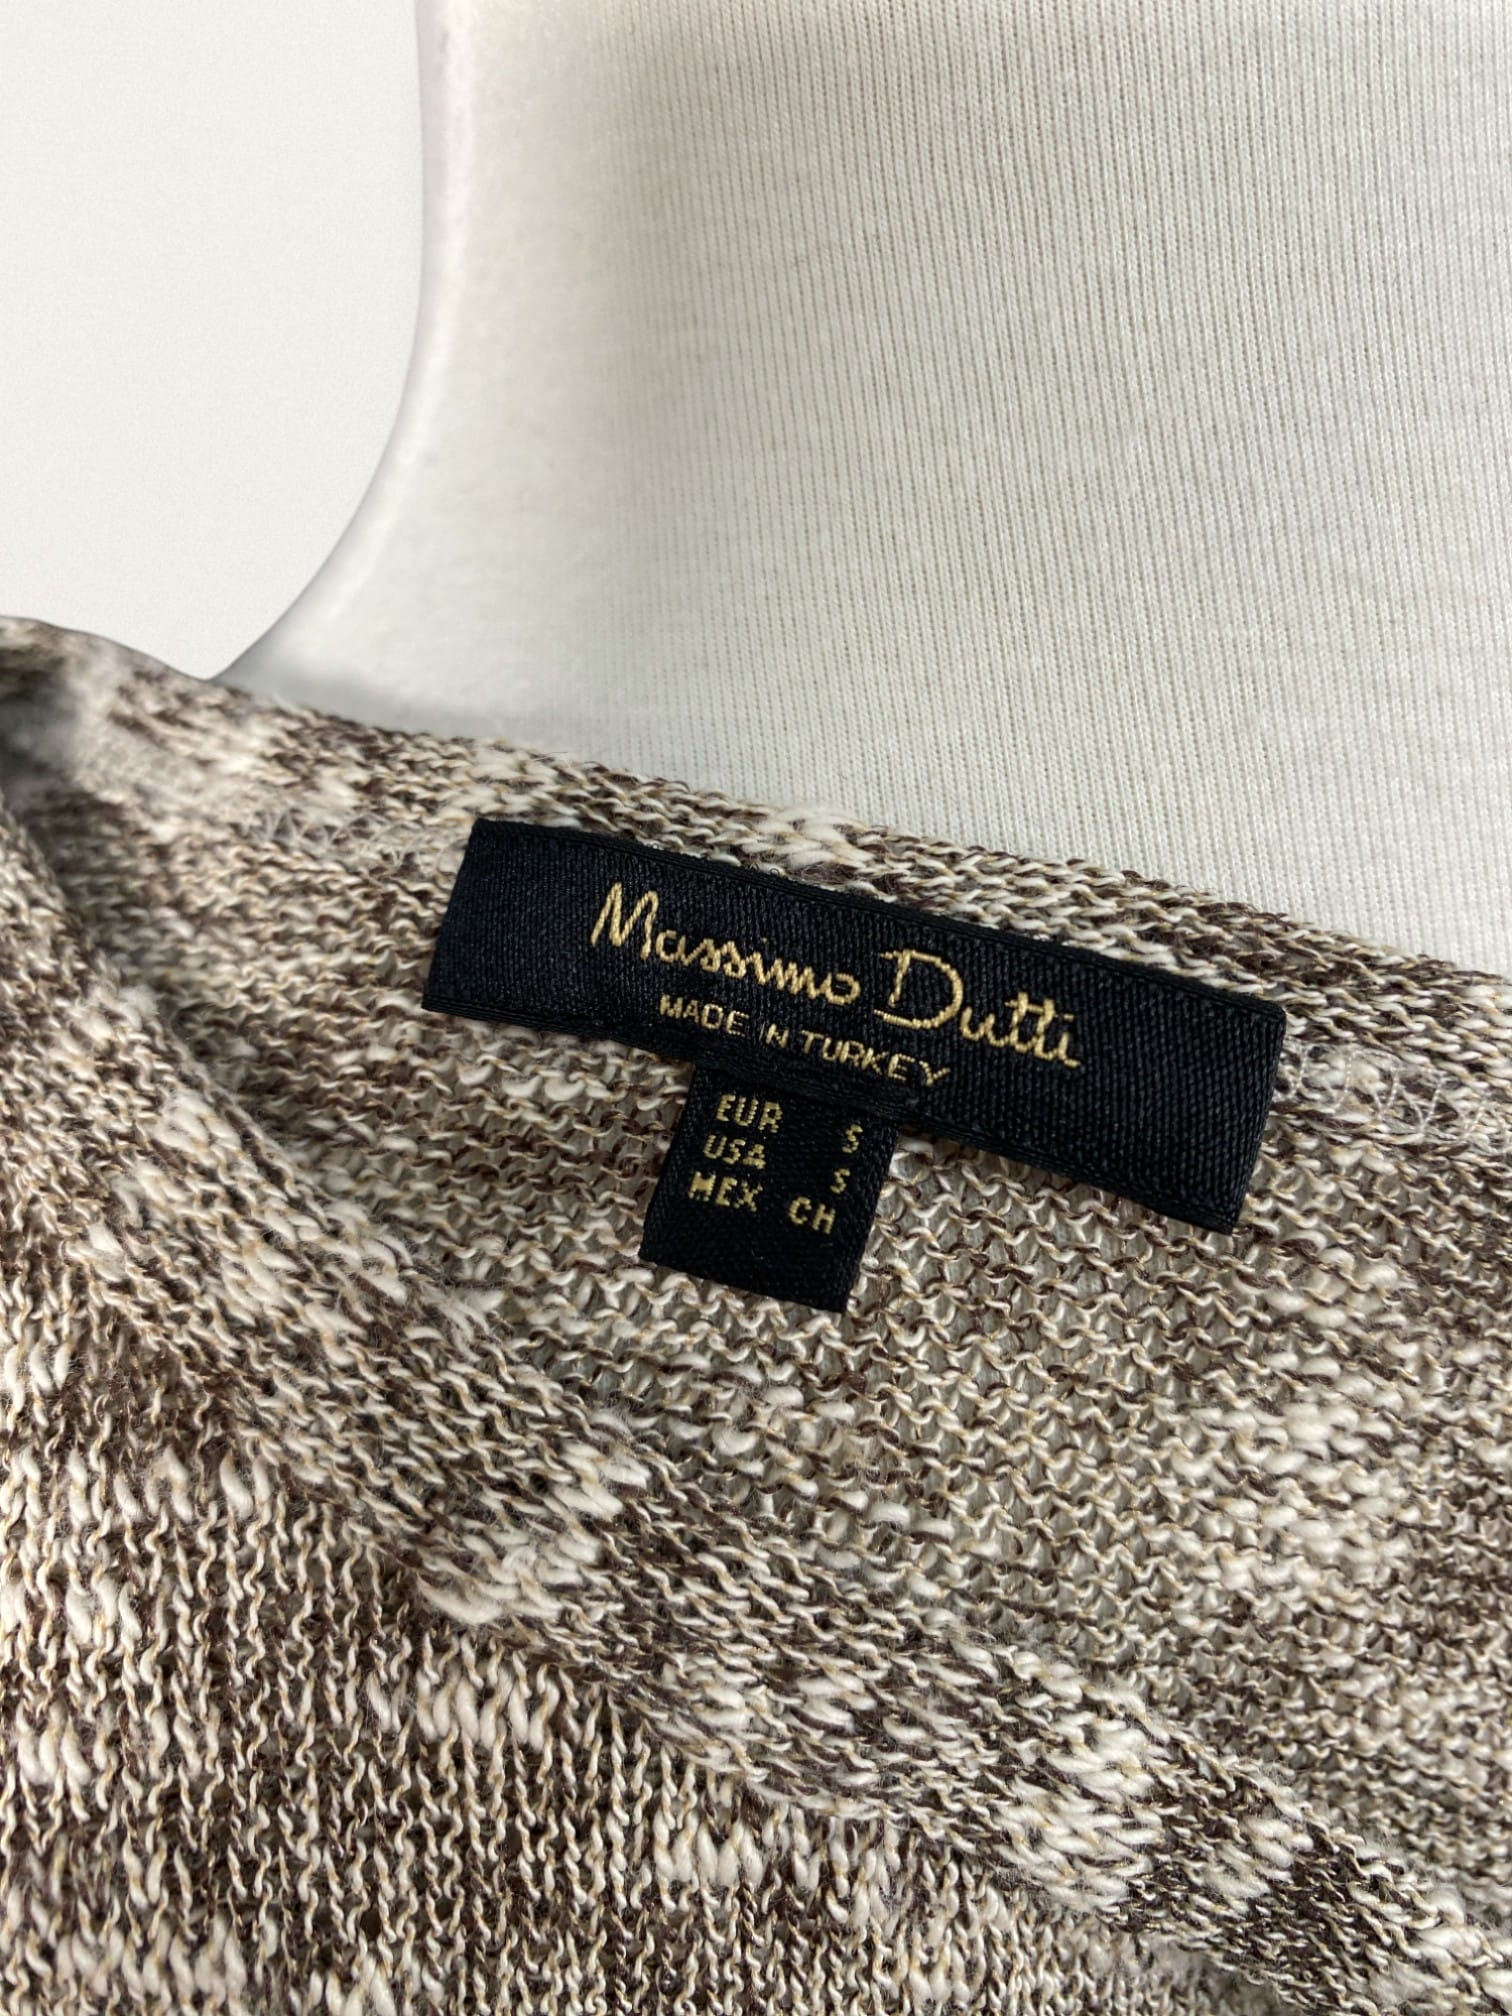 Massimo Dutti
MADE IN TURKEY
EUR S
USA S
MEX CH